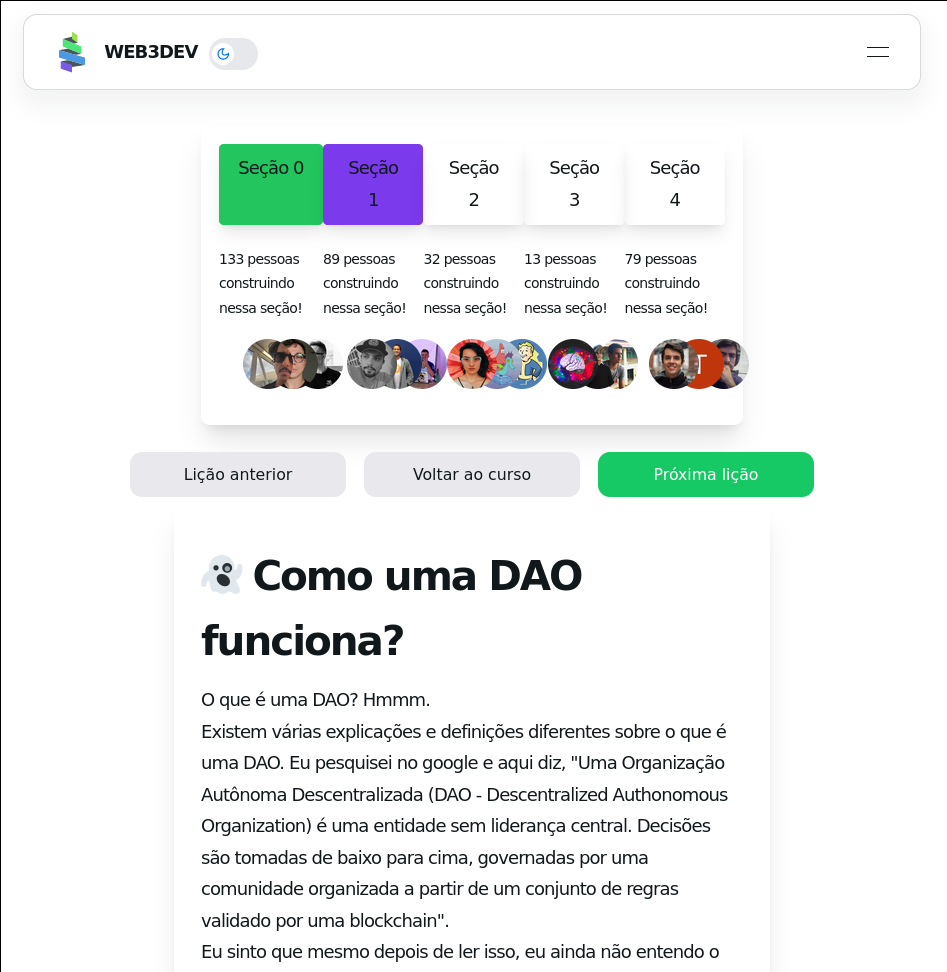 WEB3DEV
Seção 0
Seção
1
Seção
2
Seção
3
Seção
4
133 pessoas
construindo
nessa seção!
89 pessoas
construindo
nessa seção!
32 pessoas
construindo
nessa seção!
13 pessoas
construindo
nessa seção!
79 pessoas
construindo
nessa seção!
T
Lição anterior
Voltar ao curso
Próxima lição
Como uma DAO
funciona?
O que é uma DAO? Hmmm.
Existem várias explicações e definições diferentes sobre o que é
uma DAO. Eu pesquisei no google e aqui diz, "Uma Organização
Autônoma Descentralizada (DAO - Descentralized Authonomous
Organization) é uma entidade sem liderança central. Decisões
são tomadas de baixo para cima, governadas por uma
comunidade organizada a partir de um conjunto de regras
validado por uma blockchain".
Eu sinto que mesmo depois de ler isso, eu ainda não entendo o